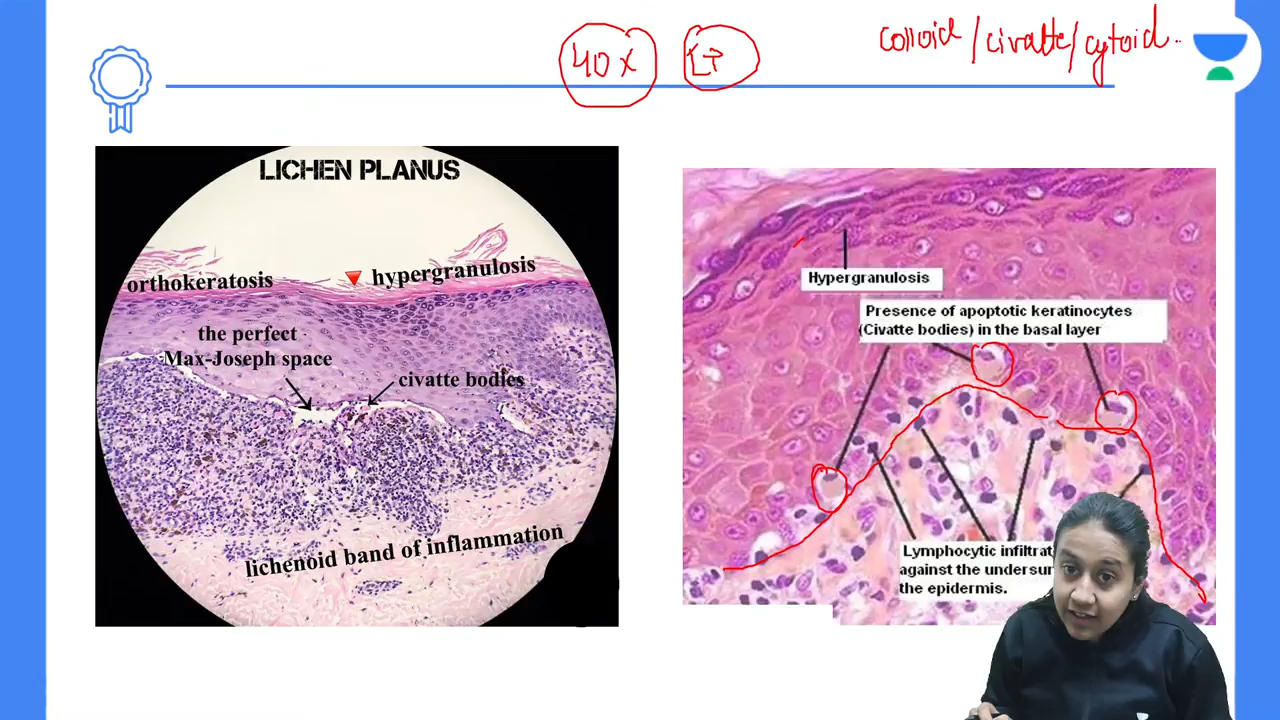 colloid / civatte / cytoid..
40 x
LP
LICHEN PLANUS
orthokeratosis
hypergranulosis
the perfect
Max-Joseph space
civatte bodies
lichenoid band of inflammation
Hypergranulosis
Presence of apoptotic keratinocytes
(Civatte bodies) in the basal layer
Lymphocytic infiltrat
against the undersur
the epidermis.